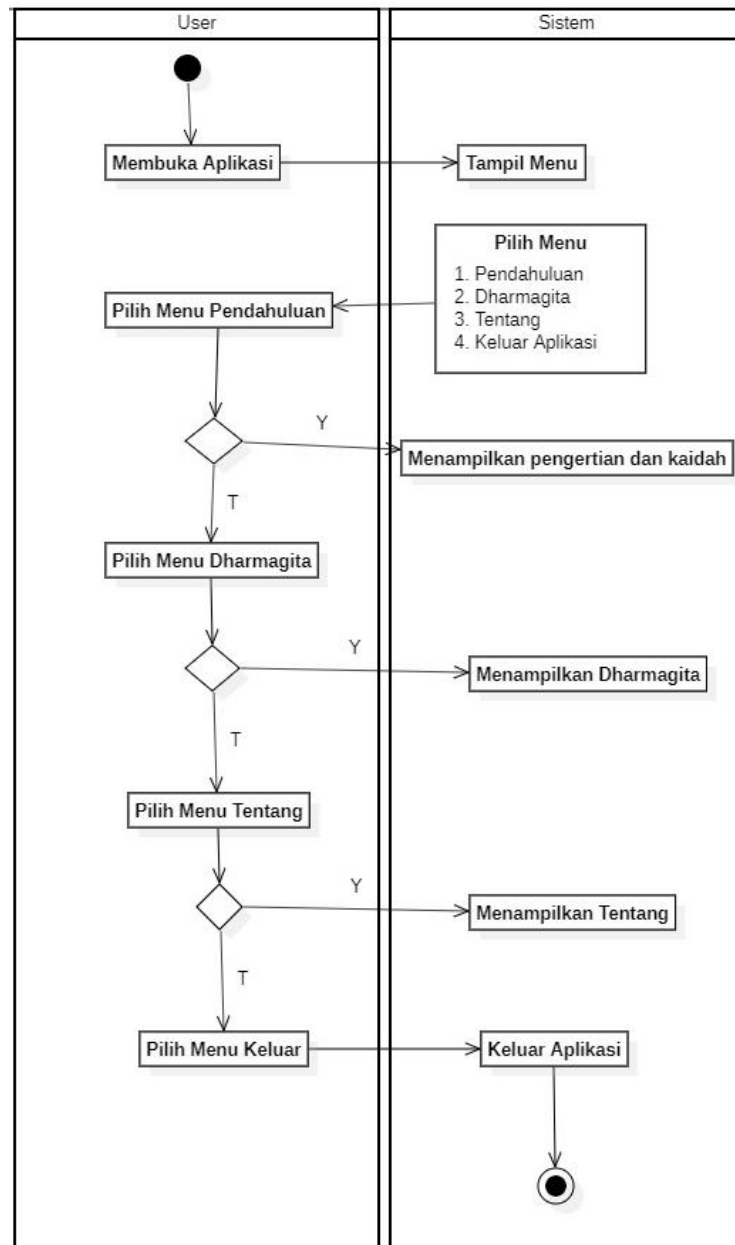 User
Sistem
Membuka Aplikasi
Tampil Menu
Pilih Menu
1. Pendahuluan
2. Dharmagita
3. Tentang
4. Keluar Aplikasi
Pilih Menu Pendahuluan
Y
Menampilkan pengertian dan kaidah
T
Pilih Menu Dharmagita
Y
Menampilkan Dharmagita
T
Pilih Menu Tentang
Y
Menampilkan Tentang
T
Pilih Menu Keluar
Keluar Aplikasi